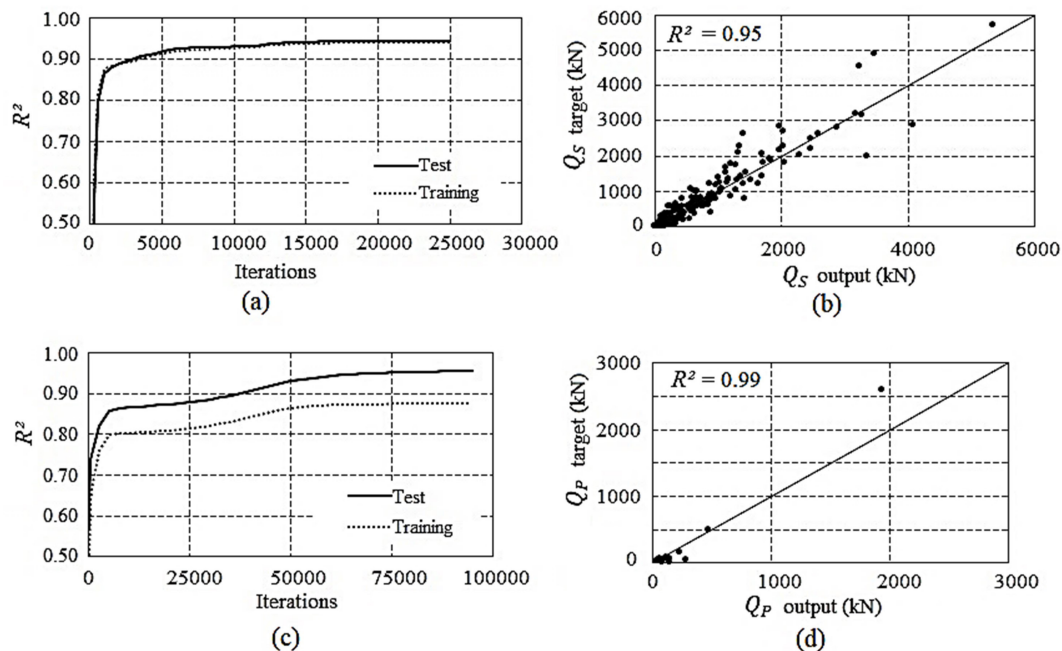 1.00
0.90
0.80
0.70
0.60
0.50
R²
Test
Training
0
5000
10000
15000
20000
25000
30000
Iterations
(a)
6000
5000
4000
3000
2000
1000
0
Q_S target (kN)
R² = 0.95
0
2000
4000
6000
Q_S output (kN)
(b)
1.00
0.90
0.80
0.70
0.60
0.50
R²
Test
Training
0
25000
50000
75000
100000
Iterations
(c)
3000
2000
1000
0
Q_P target (kN)
R² = 0.99
0
1000
2000
3000
Q_P output (kN)
(d)